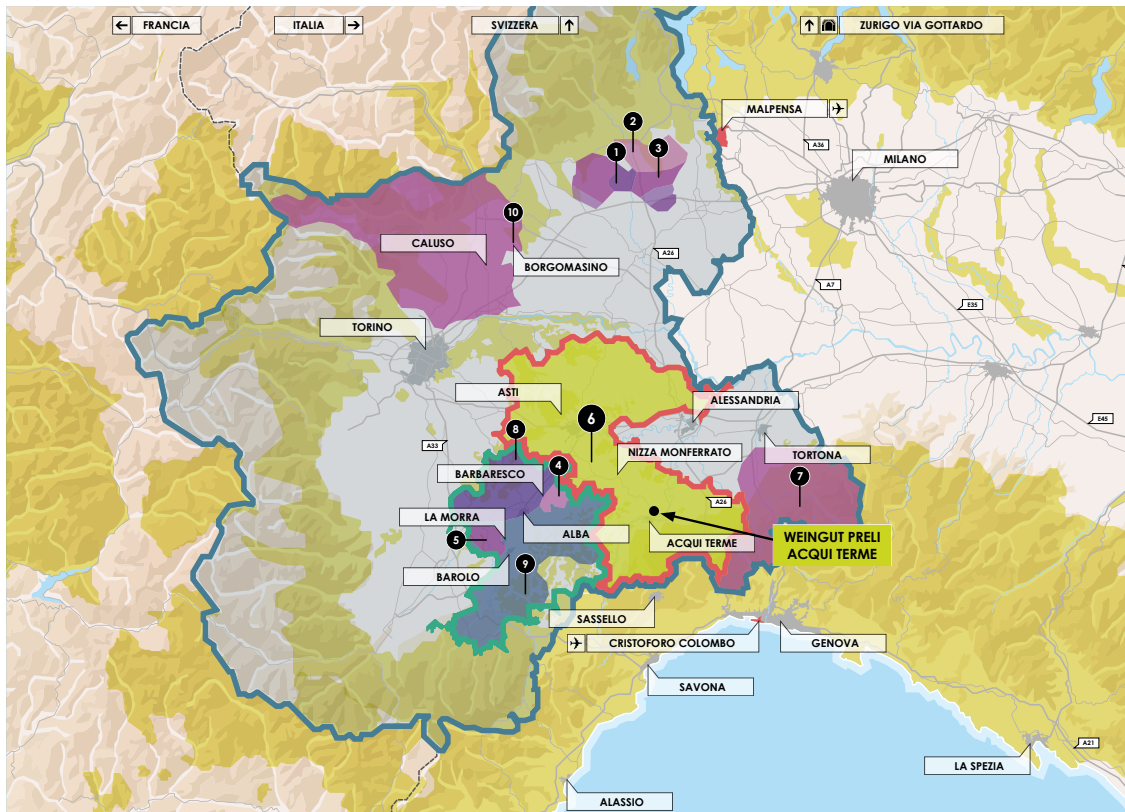 FRANCIA
ITALIA
SVIZZERA
ZURIGO VIA GOTTARDO
MALPENSA
2
A36
1
3
MILANO
10
CALUSO
A26
BORGOMASINO
A7
E35
TORINO
ASTI
ALESSANDRIA
6
E45
8
A33
NIZZA MONFERRATO
TORTONA
BARBARESCO
4
7
A26
LA MORRA
ALBA
ACQUI TERME
WEINGUT PRELI
ACQUI TERME
5
BAROLO
9
SASSELLO
CRISTOFORO COLOMBO
GENOVA
SAVONA
A21
LA SPEZIA
ALASSIO